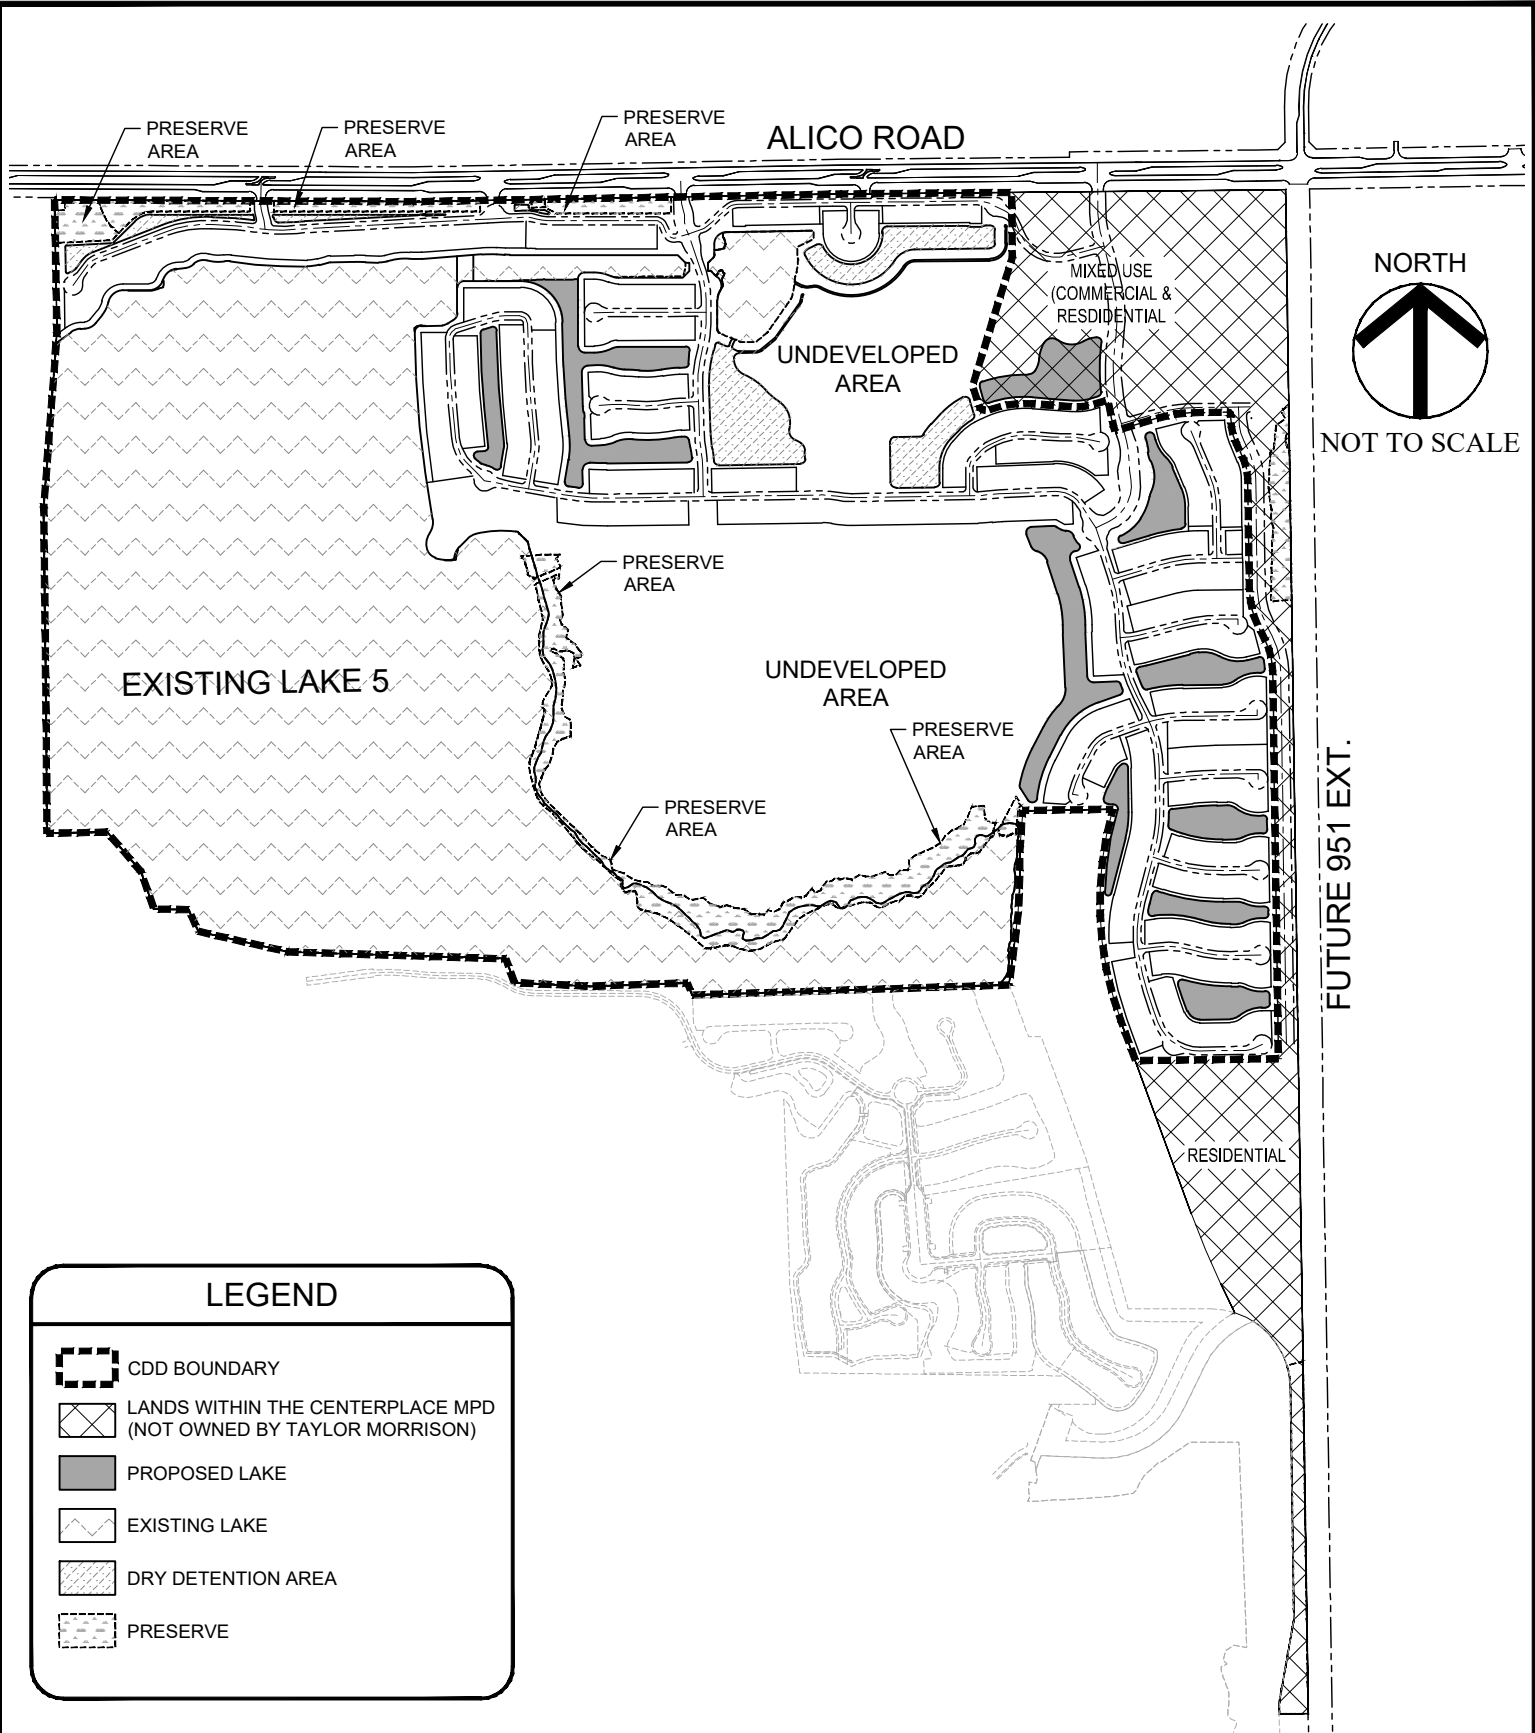 PRESERVE
AREA
PRESERVE
AREA
PRESERVE
AREA
ALICO ROAD
NORTH
NOT TO SCALE
MIXED USE
(COMMERCIAL &
RESDIDENTIAL
UNDEVELOPED
AREA
PRESERVE
AREA
EXISTING LAKE 5
UNDEVELOPED
AREA
PRESERVE
AREA
PRESERVE
AREA
FUTURE 951 EXT.
RESIDENTIAL
LEGEND
CDD BOUNDARY
LANDS WITHIN THE CENTERPLACE MPD
(NOT OWNED BY TAYLOR MORRISON)
PROPOSED LAKE
EXISTING LAKE
DRY DETENTION AREA
PRESERVE